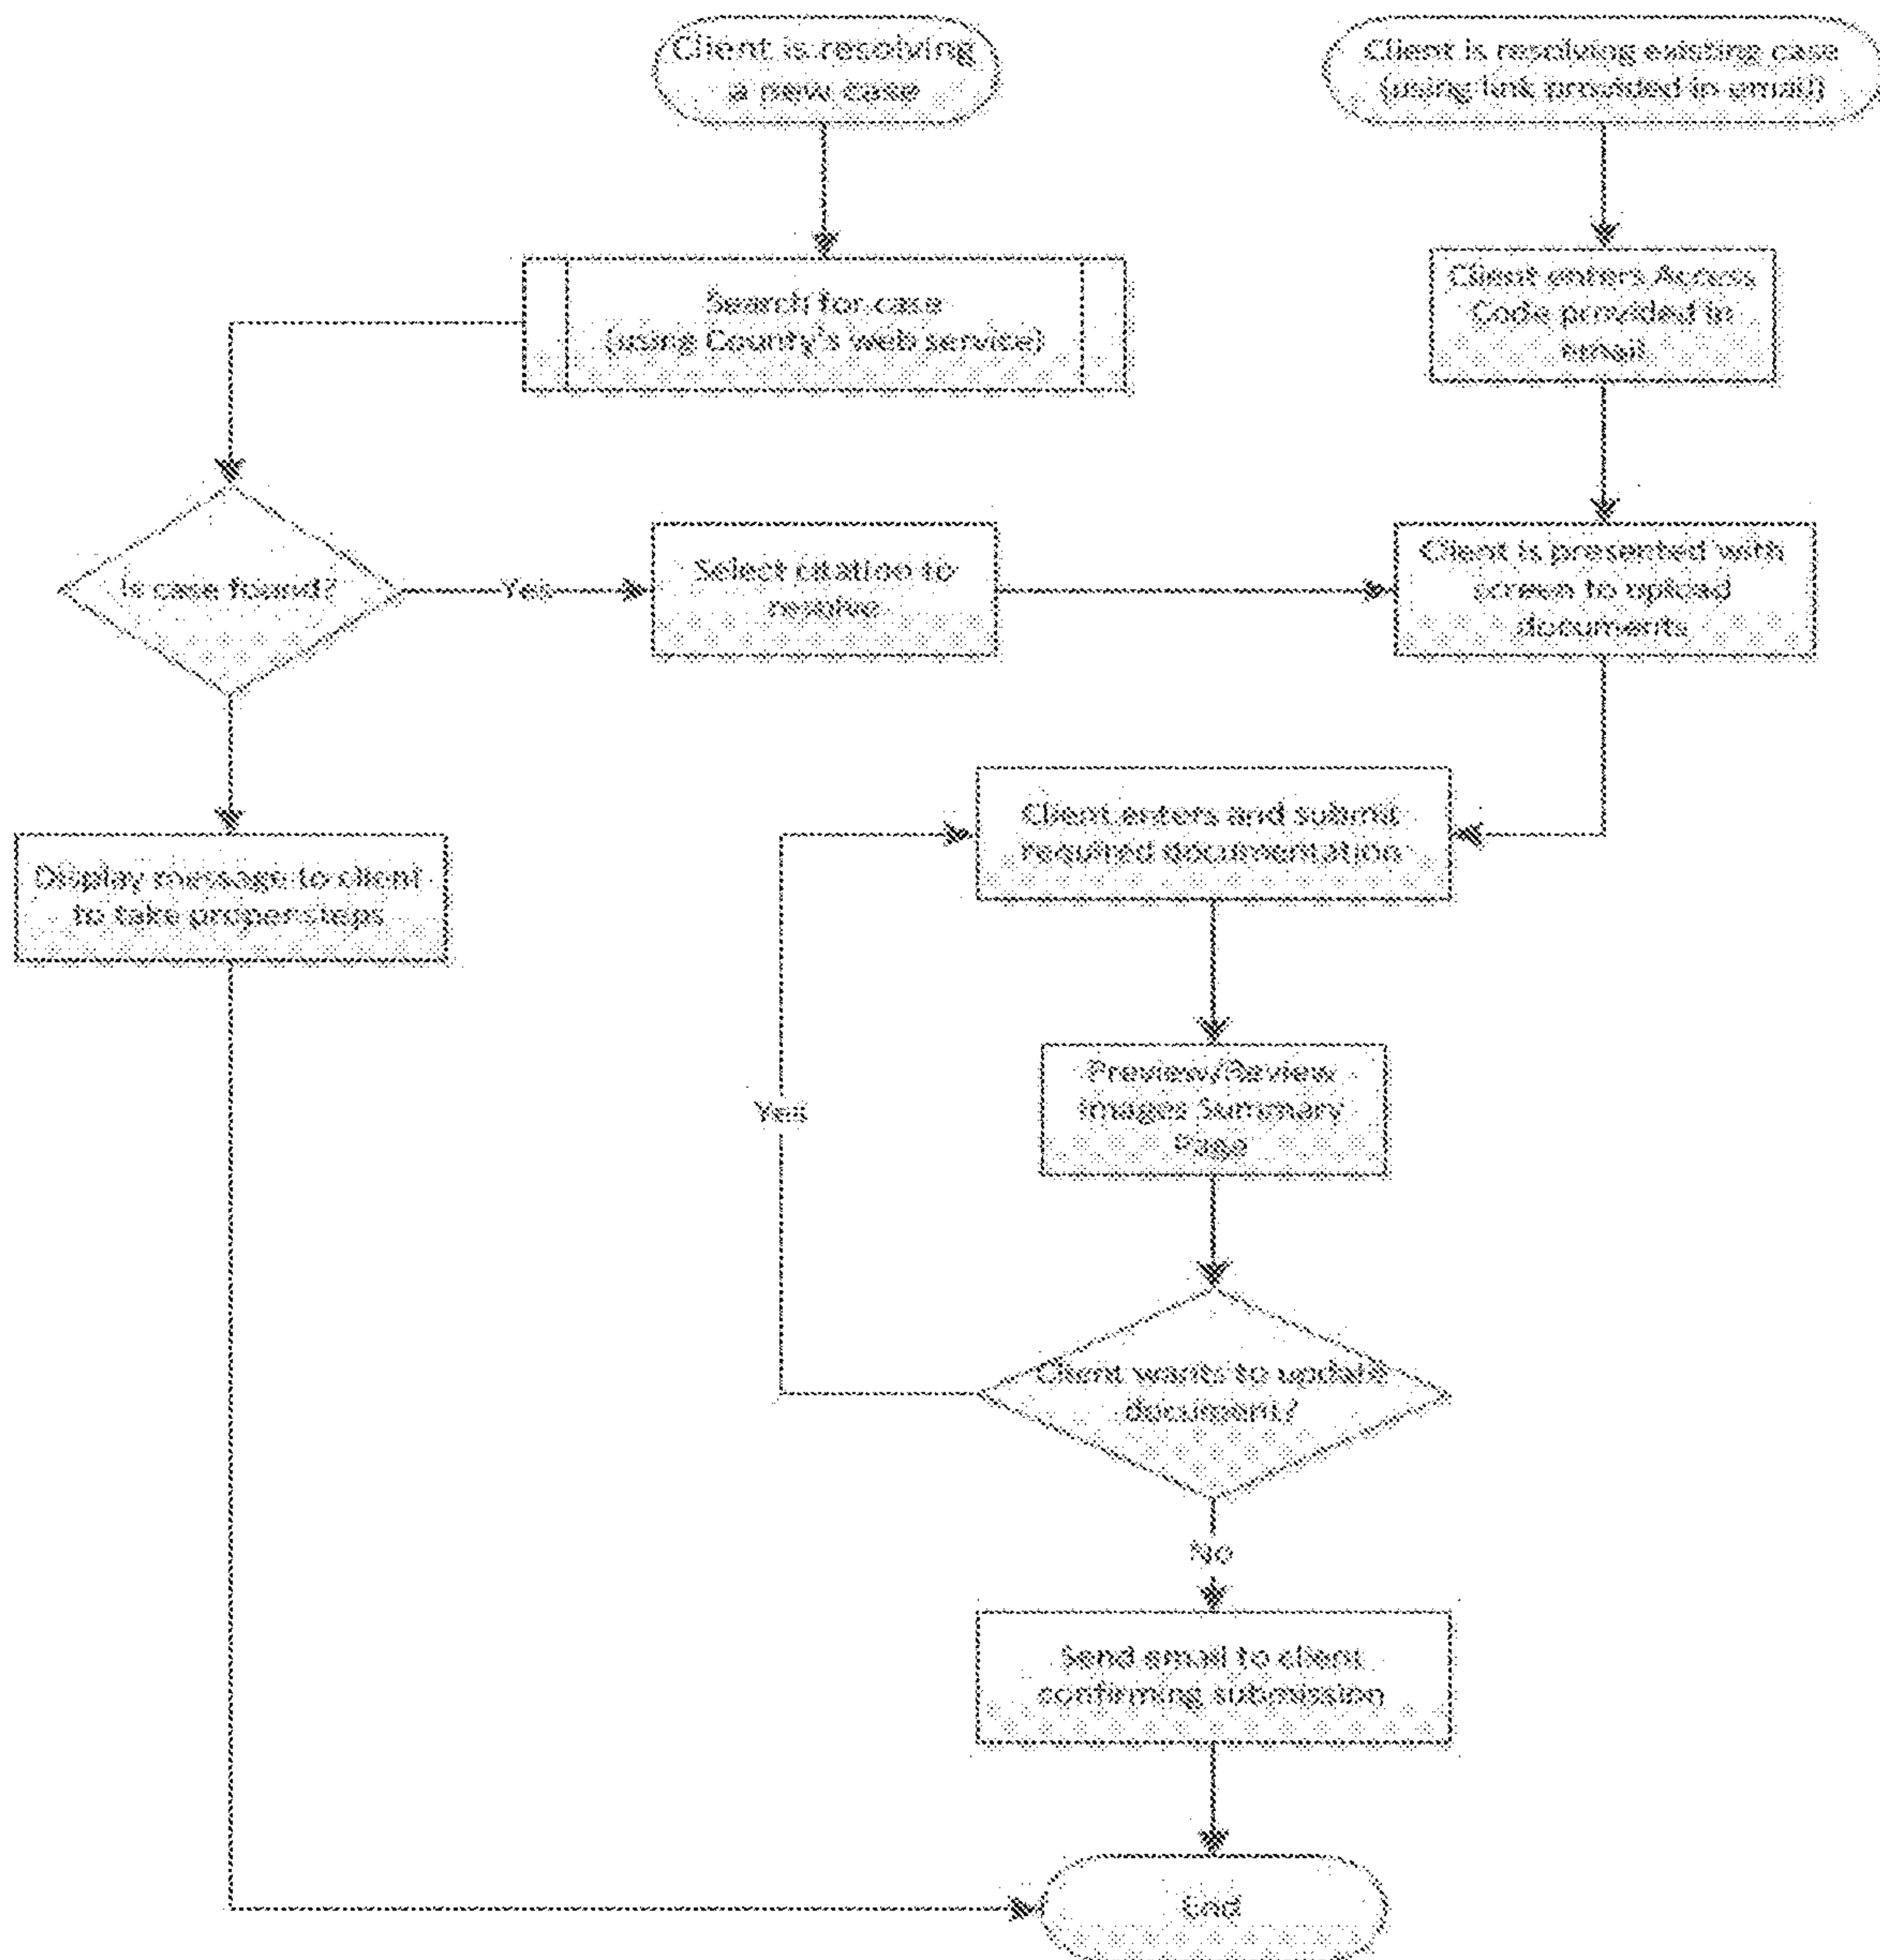 Client is resolving
a new case
Client is resolving existing case
(using link provided in email)
Search for case
(using County's web service)
Client enters Access
Code provided in
email
Is case found?
Yes
Select citation to
resolve
Client is presented with
screen to upload
documents
Display message to client
to take proper steps
Client enters and submit
required documentation
Preview/Review
Images Summary
Page
Yes
Client wants to update
document?
No
Send email to client
confirming submission
End